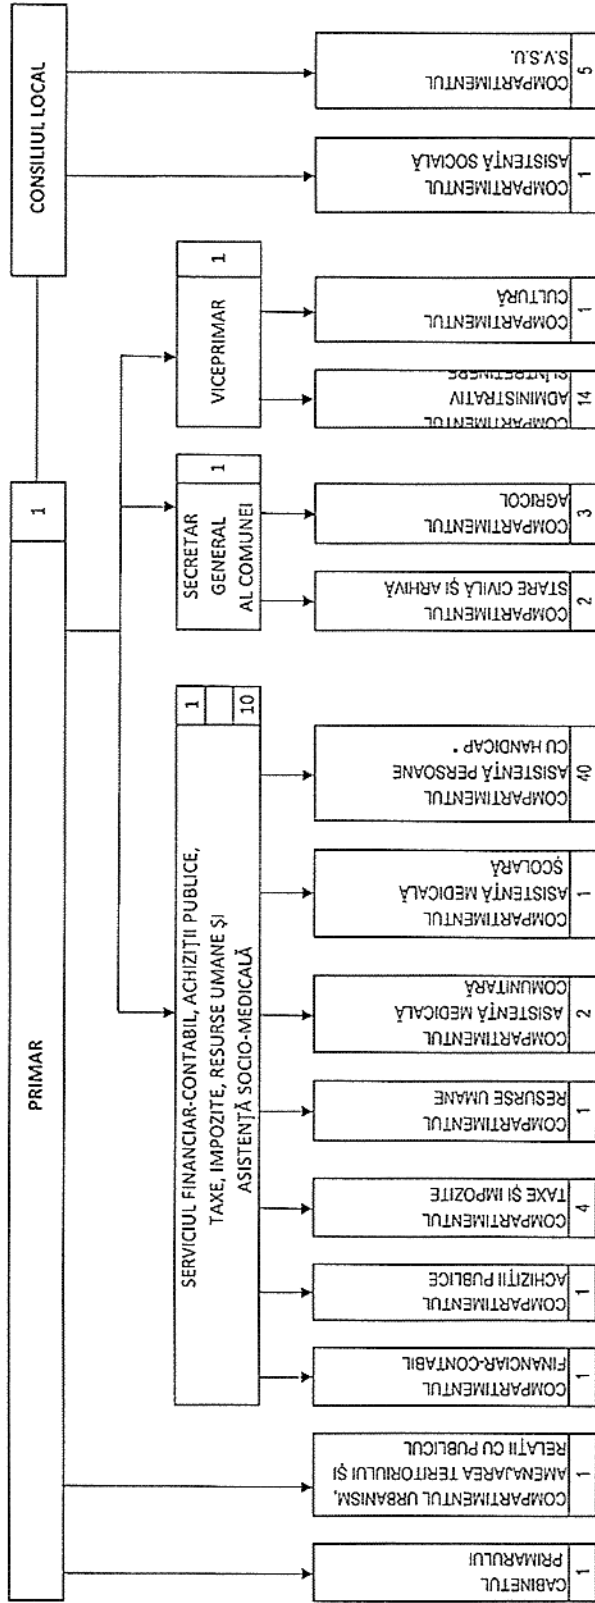 PRIMAR
1
CONSILIUL LOCAL
SERVICIUL FINANCIAR-CONTABIL, ACHIZIȚII PUBLICE,
TAXE, IMPOZITE, RESURSE UMANE ȘI
ASISTENȚĂ SOCIO-MEDICALĂ
1
10
SECRETAR
GENERAL
AL COMUNEI
1
VICEPRIMAR
1
CABINETUL
PRIMARULUI
1
COMPARTIMENTUL URBANISM,
AMENAJAREA TERITORIULUI ȘI
RELAȚII CU PUBLICUL
1
COMPARTIMENTUL
FINANCIAR-CONTABIL
1
COMPARTIMENTUL
ACHIZIȚII PUBLICE
1
COMPARTIMENTUL
TAXE ȘI IMPOZITE
4
COMPARTIMENTUL
RESURSE UMANE
1
COMPARTIMENTUL
ASISTENȚĂ MEDICALĂ
COMUNITARĂ
2
COMPARTIMENTUL
ASISTENȚĂ MEDICALĂ
ȘCOLARĂ
1
COMPARTIMENTUL
ASISTENȚĂ PERSOANE
CU HANDICAP *
40
COMPARTIMENTUL
STARE CIVILĂ ȘI ARHIVĂ
2
COMPARTIMENTUL
AGRICOL
3
COMPARTIMENTUL
ADMINISTRATIV
ȘI ÎNTREȚINERE
14
COMPARTIMENTUL
CULTURĂ
1
COMPARTIMENTUL
ASISTENȚĂ SOCIALĂ
1
COMPARTIMENTUL
S.V.S.U.
5